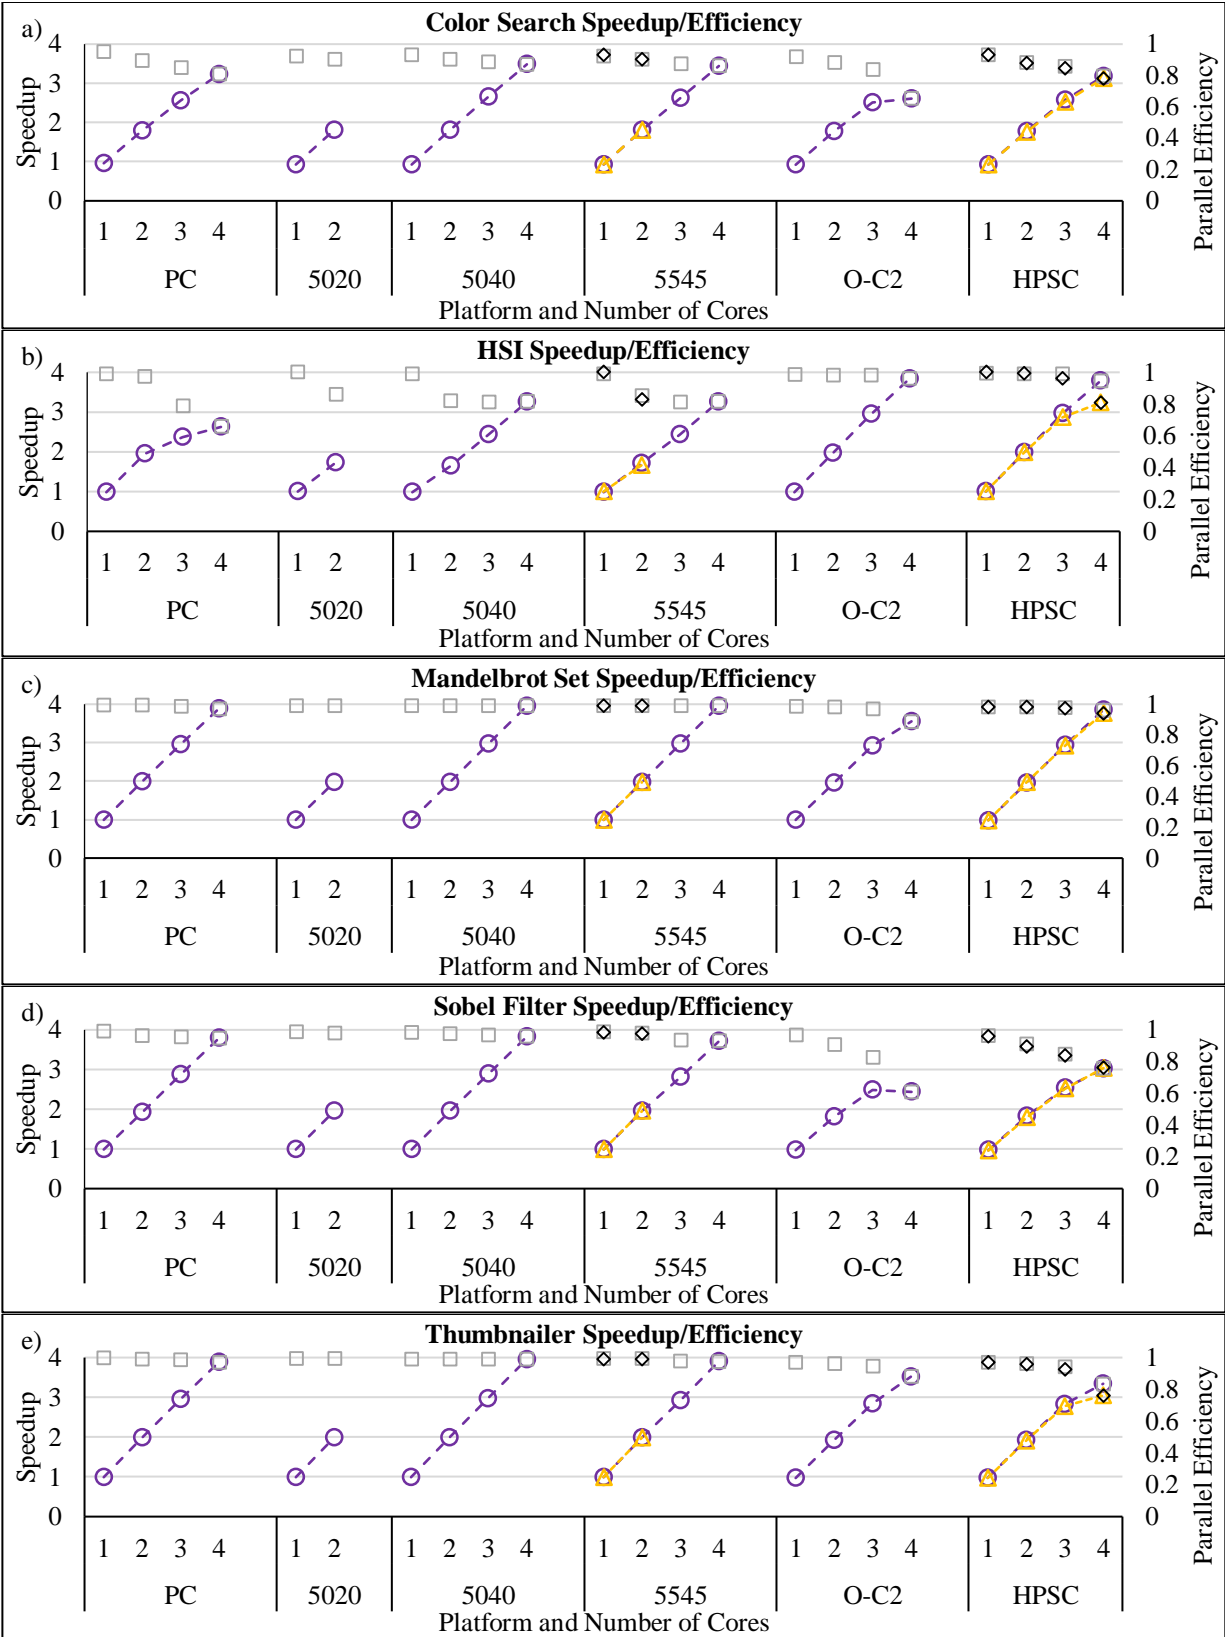 a)
Color Search Speedup/Efficiency
Speedup
4
3
2
1
0
1
0.8
0.6
0.4
0.2
0
Parallel Efficiency
1 2 3 4 1 2 1 2 3 4 1 2 3 4 1 2 3 4 1 2 3 4
PC 5020 5040 5545 O-C2 HPSC
Platform and Number of Cores
b)
HSI Speedup/Efficiency
Speedup
4
3
2
1
0
1
0.8
0.6
0.4
0.2
0
Parallel Efficiency
1 2 3 4 1 2 1 2 3 4 1 2 3 4 1 2 3 4 1 2 3 4
PC 5020 5040 5545 O-C2 HPSC
Platform and Number of Cores
c)
Mandelbrot Set Speedup/Efficiency
Speedup
4
3
2
1
0
1
0.8
0.6
0.4
0.2
0
Parallel Efficiency
1 2 3 4 1 2 1 2 3 4 1 2 3 4 1 2 3 4 1 2 3 4
PC 5020 5040 5545 O-C2 HPSC
Platform and Number of Cores
d)
Sobel Filter Speedup/Efficiency
Speedup
4
3
2
1
0
1
0.8
0.6
0.4
0.2
0
Parallel Efficiency
1 2 3 4 1 2 1 2 3 4 1 2 3 4 1 2 3 4 1 2 3 4
PC 5020 5040 5545 O-C2 HPSC
Platform and Number of Cores
e)
Thumbnailer Speedup/Efficiency
Speedup
4
3
2
1
0
1
0.8
0.6
0.4
0.2
0
Parallel Efficiency
1 2 3 4 1 2 1 2 3 4 1 2 3 4 1 2 3 4 1 2 3 4
PC 5020 5040 5545 O-C2 HPSC
Platform and Number of Cores